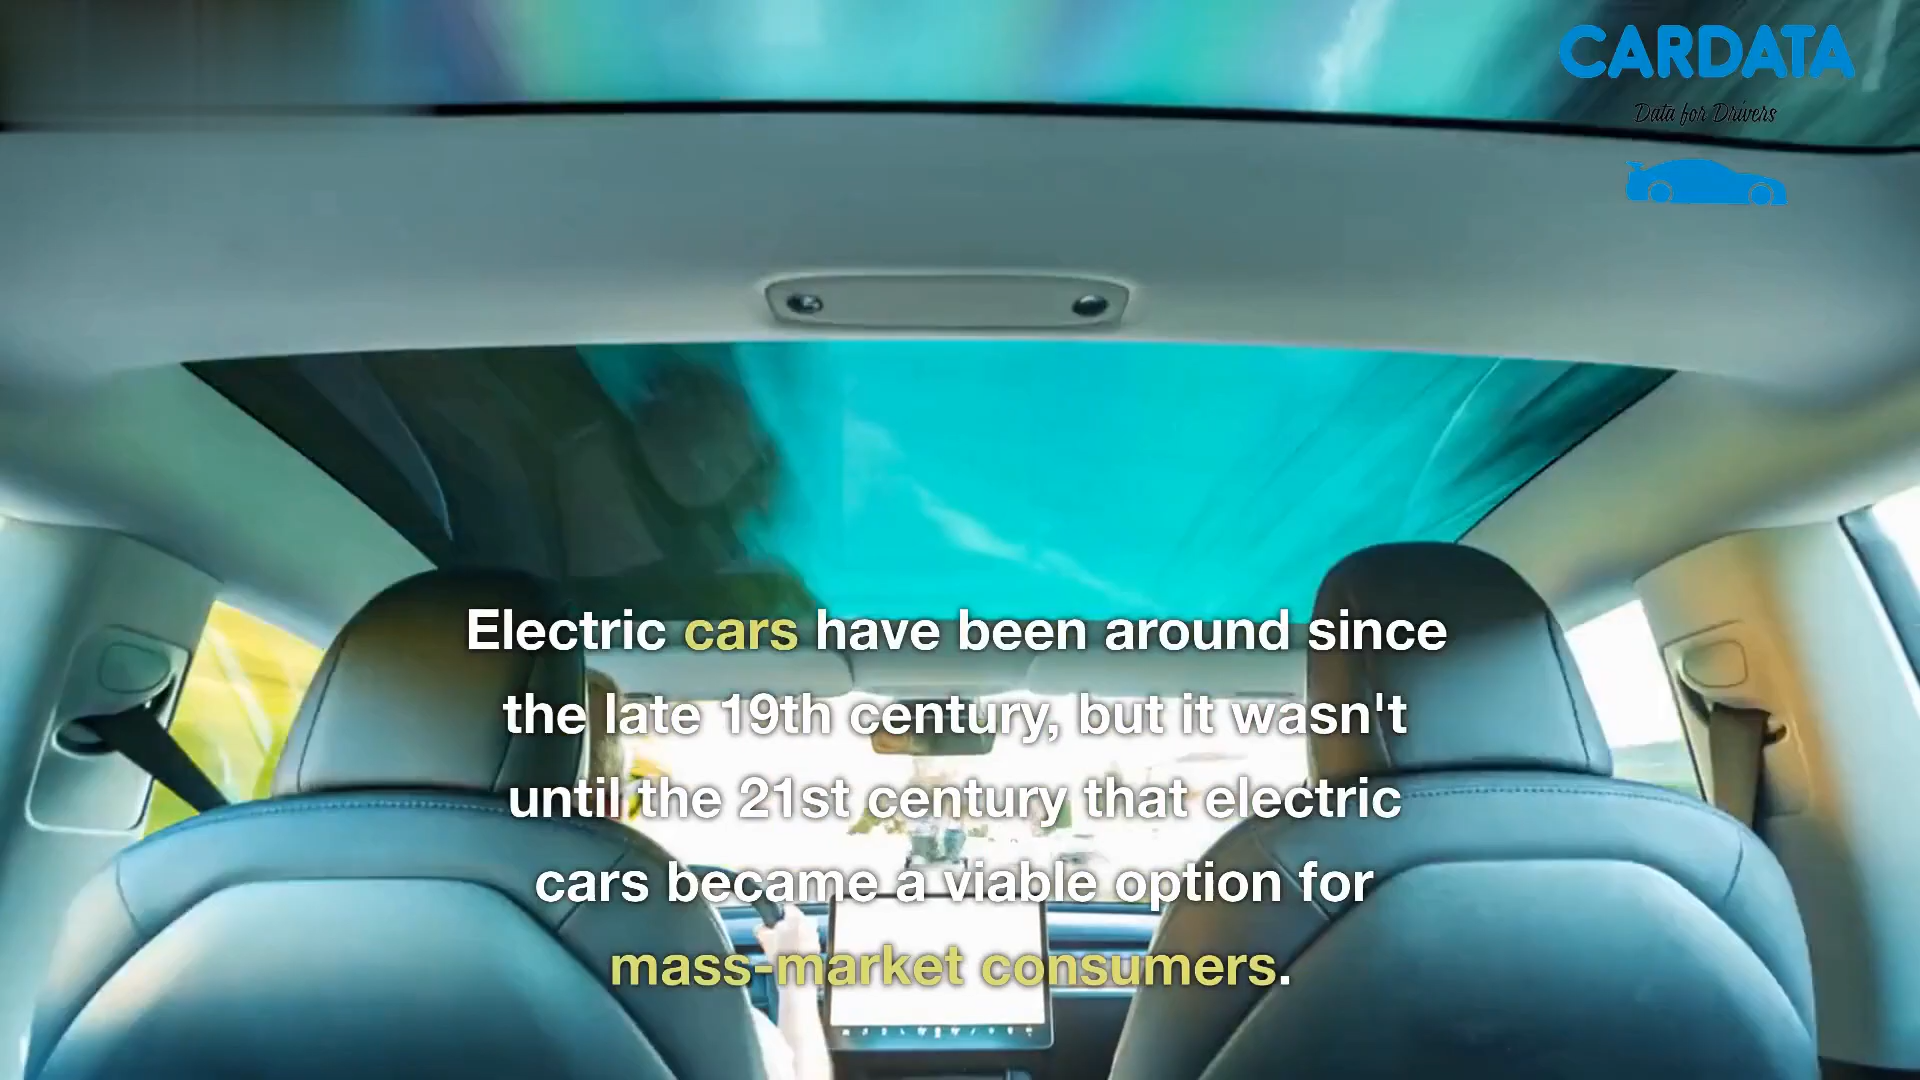 CARDATA
Data for Drivers
Electric cars have been around since
the late 19th century, but it wasn't
until the 21st century that electric
cars became a viable option for
mass-market consumers.